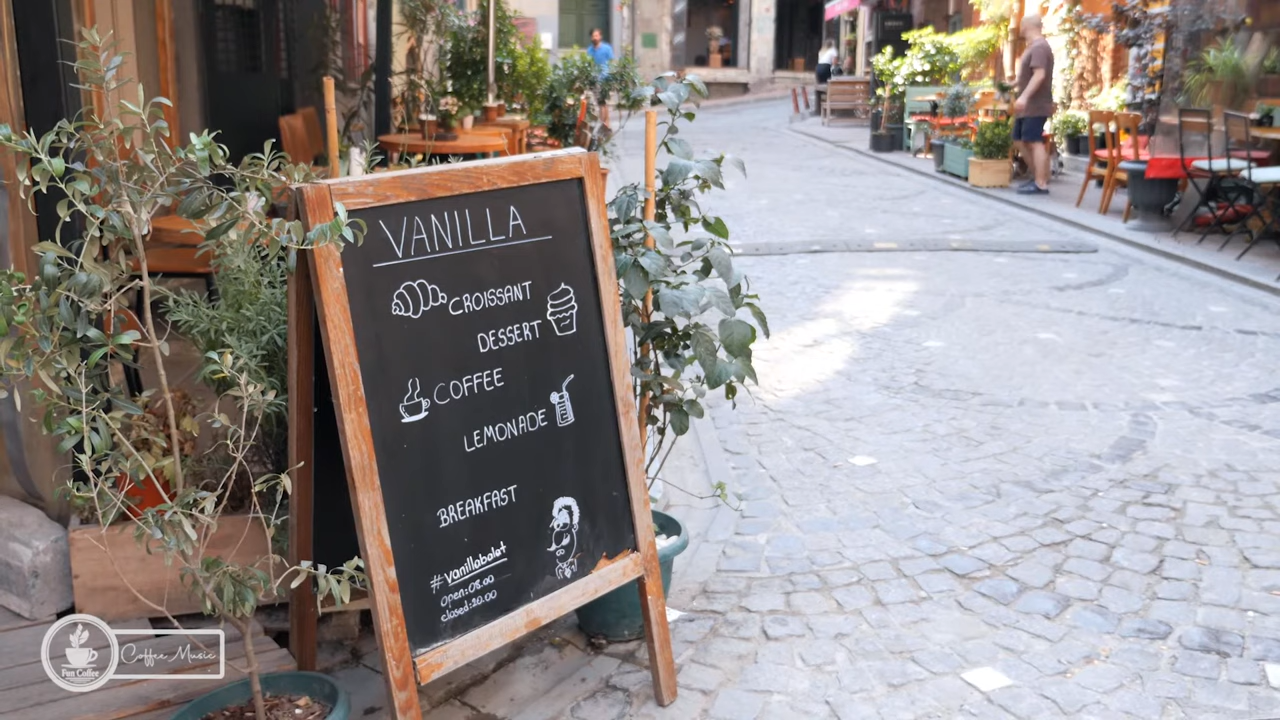 VANILLA
CROISSANT
DESSERT
COFFEE
LEMONADE
BREAKFAST
#vanillabalat
open:08.00
closed:20.00
Fun Coffee
Coffee Music